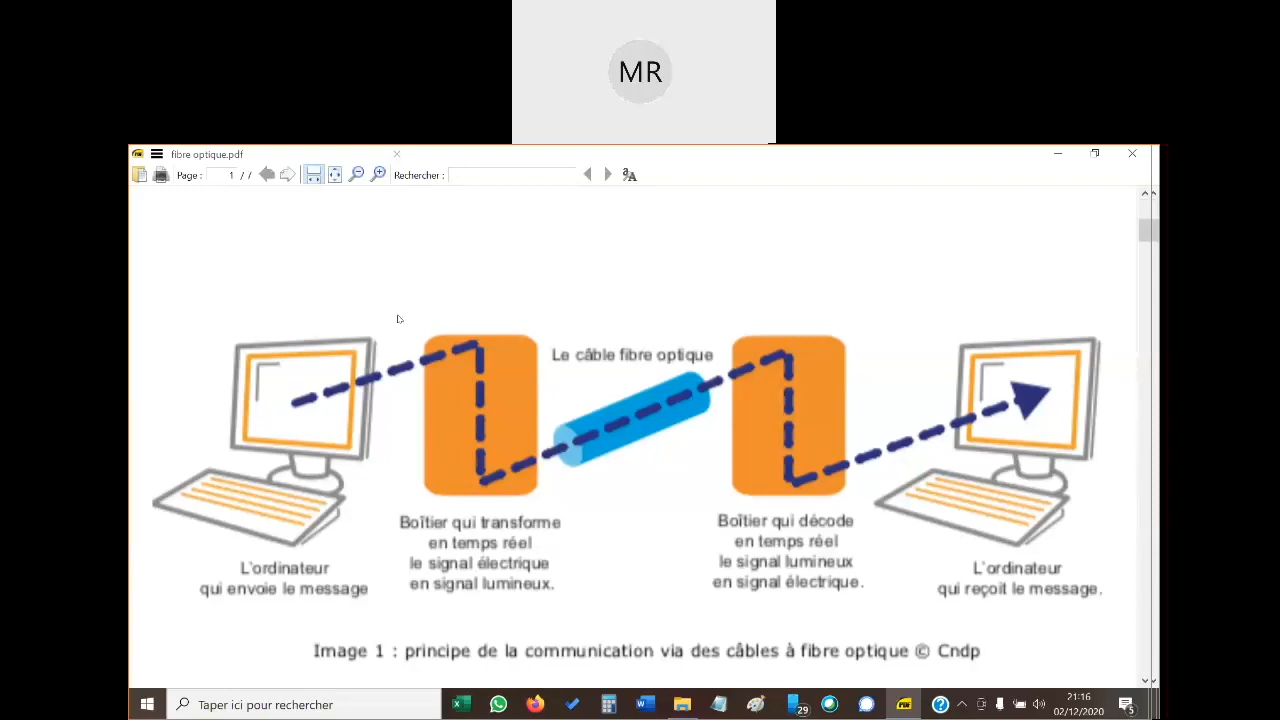 MR
fibre optique.pdf
Page : 1 / /
Rechercher :
Le câble fibre optique
Boîtier qui transforme
en temps réel
le signal électrique
en signal lumineux.
Boîtier qui décode
en temps réel
le signal lumineux
en signal électrique.
L'ordinateur
qui envoie le message
L'ordinateur
qui reçoit le message.
Image 1 : principe de la communication via des câbles à fibre optique © Cndp
Taper ici pour rechercher
29
21:16
02/12/2020
5